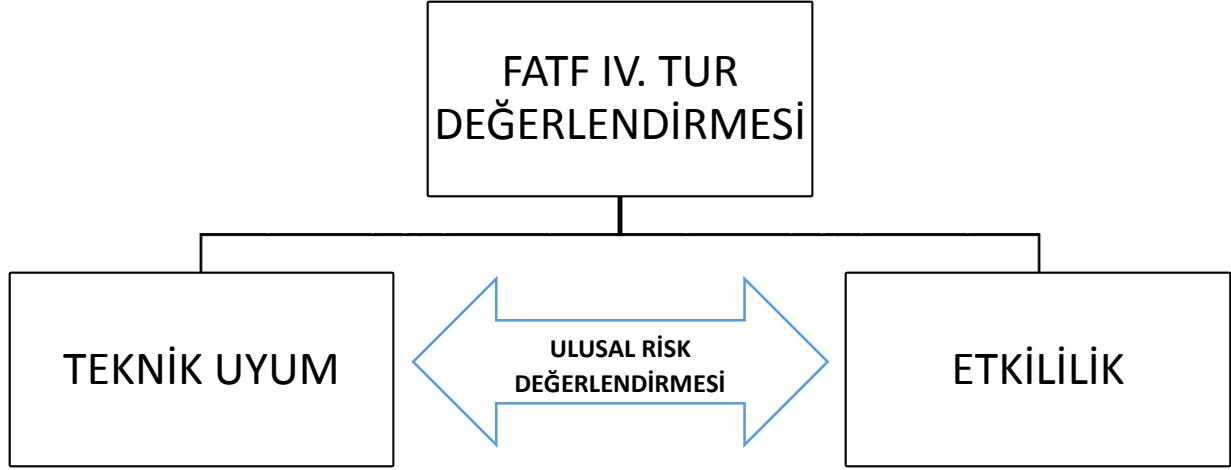 FATF IV. TUR
DEĞERLENDİRMESİ
TEKNİK UYUM
ULUSAL RİSK
DEĞERLENDİRMESİ
ETKİLİLİK